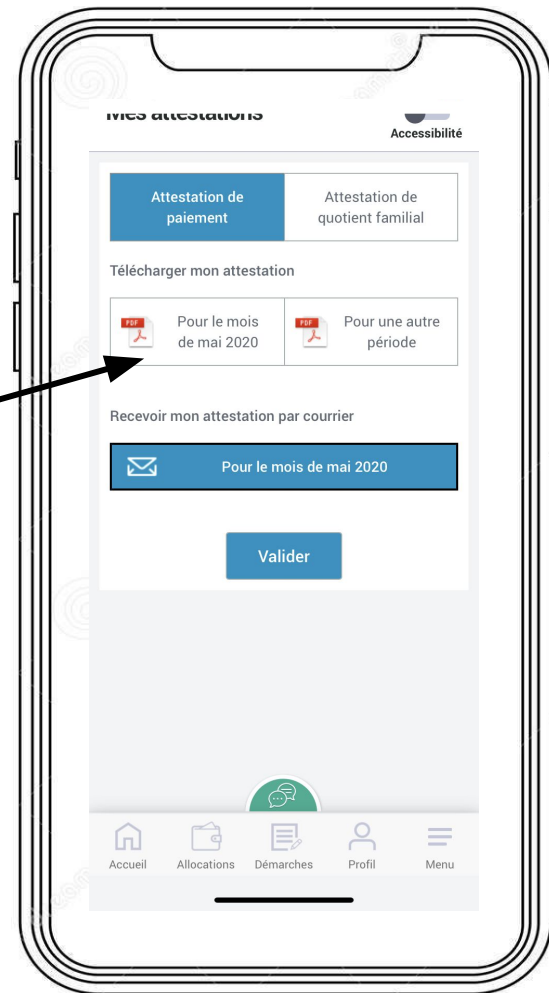 Mes attestations
Accessibilité
Attestation de
paiement
Attestation de
quotient familial
Télécharger mon attestation
PDF
Pour le mois
de mai 2020
PDF
Pour une autre
période
Recevoir mon attestation par courrier
Pour le mois de mai 2020
Valider
Accueil
Allocations
Démarches
Profil
Menu